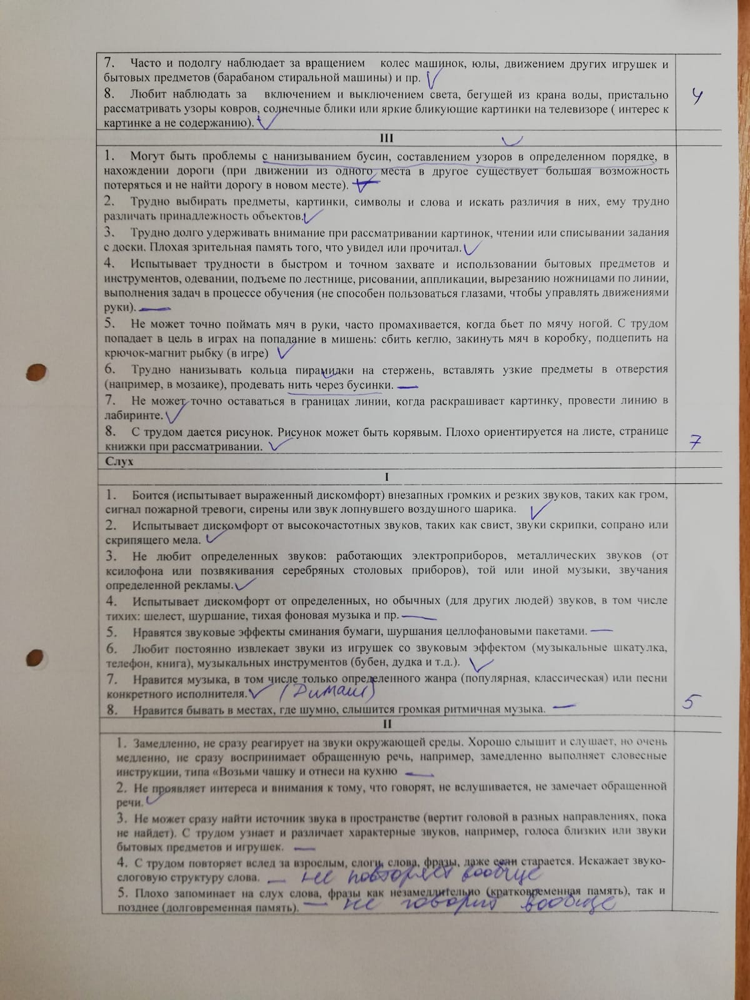 7. Часто и подолгу наблюдает за вращением колес машинок, юлы, движением других игрушек и
бытовых предметов (барабаном стиральной машины) и пр.
8. Любит наблюдать за включением и выключением света, бегущей из крана воды, пристально
рассматривать узоры ковров, солнечные блики или яркие бликующие картинки на телевизоре ( интерес к
картинке а не содержанию).
4
III
1. Могут быть проблемы с нанизыванием бусин, составлением узоров в определенном порядке, в
нахождении дороги (при движении из одного места в другое существует большая возможность
потеряться и не найти дорогу в новом месте).
2. Трудно выбирать предметы, картинки, символы и слова и искать различия в них, ему трудно
различать принадлежность объектов.
3. Трудно долго удерживать внимание при рассматривании картинок, чтении или списывании задания
с доски. Плохая зрительная память того, что увидел или прочитал.
4. Испытывает трудности в быстром и точном захвате и использовании бытовых предметов и
инструментов, одевании, подъеме по лестнице, рисовании, аппликации, вырезанию ножницами по линии,
выполнения задач в процессе обучения (не способен пользоваться глазами, чтобы управлять движениями
руки).
5. Не может точно поймать мяч в руки, часто промахивается, когда бьет по мячу ногой. С трудом
попадает в цель в играх на попадание в мишень: сбить кеглю, закинуть мяч в коробку, подцепить на
крючок-магнит рыбку (в игре)
6. Трудно нанизывать кольца пирамидки на стержень, вставлять узкие предметы в отверстия
(например, в мозаике), продевать нить через бусинки.
7. Не может точно оставаться в границах линии, когда раскрашивает картинку, провести линию в
лабиринте.
8. С трудом дается рисунок. Рисунок может быть корявым. Плохо ориентируется на листе, странице
книжки при рассматривании.
7
Слух
I
1. Боится (испытывает выраженный дискомфорт) внезапных громких и резких звуков, таких как гром,
сигнал пожарной тревоги, сирены или звук лопнувшего воздушного шарика.
2. Испытывает дискомфорт от высокочастотных звуков, таких как свист, звуки скрипки, сопрано или
скрипящего мела.
3. Не любит определенных звуков: работающих электроприборов, металлических звуков (от
ксилофона или позвякивания серебряных столовых приборов), той или иной музыки, звучания
определенной рекламы.
4. Испытывает дискомфорт от определенных, но обычных (для других людей) звуков, в том числе
тихих: шелест, шуршание, тихая фоновая музыка и пр.
5. Нравятся звуковые эффекты сминания бумаги, шуршания целлофановыми пакетами.
6. Любит постоянно извлекает звуки из игрушек со звуковым эффектом (музыкальные шкатулка,
телефон, книга), музыкальных инструментов (бубен, дудка и т.д.).
7. Нравится музыка, в том числе только определенного жанра (популярная, классическая) или песни
конкретного исполнителя. (Димаш)
8. Нравится бывать в местах, где шумно, слышится громкая ритмичная музыка.
5
II
1. Замедленно, не сразу реагирует на звуки окружающей среды. Хорошо слышит и слушает, но очень
медленно, не сразу воспринимает обращенную речь, например, замедленно выполняет словесные
инструкции, типа «Возьми чашку и отнеси на кухню
2. Не проявляет интереса и внимания к тому, что говорят, не вслушивается, не замечает обращенной
речи.
3. Не может сразу найти источник звука в пространстве (вертит головой в разных направлениях, пока
не найдет). С трудом узнает и различает характерные звуков, например, голоса близких или звуки
бытовых предметов и игрушек.
4. С трудом повторяет вслед за взрослым, слоги, слова, фразы, даже если старается. Искажает звуко-
слоговую структуру слова. — не повторяет вообще
5. Плохо запоминает на слух слова, фразы как незамедлительно (кратковременная память), так и
позднее (долговременная память). — не говорит вообще